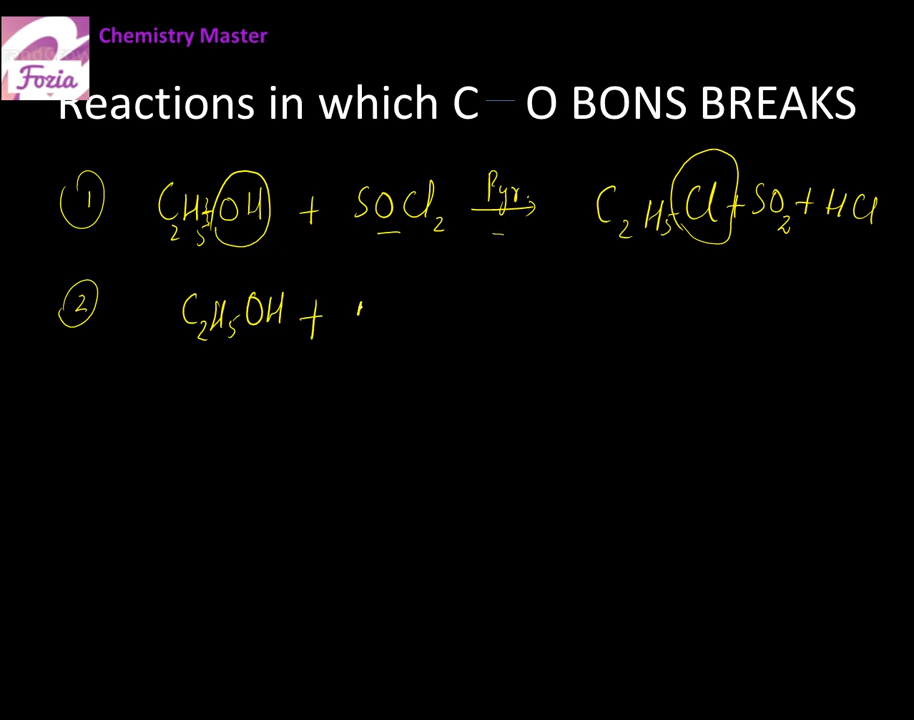 Chemistry Master
Fozia
Reactions in which C — O BONS BREAKS
① C₂H₅-OH + SOCl₂ Pyr. → C₂H₅-Cl + SO₂ + HCl
② C₂H₅OH +